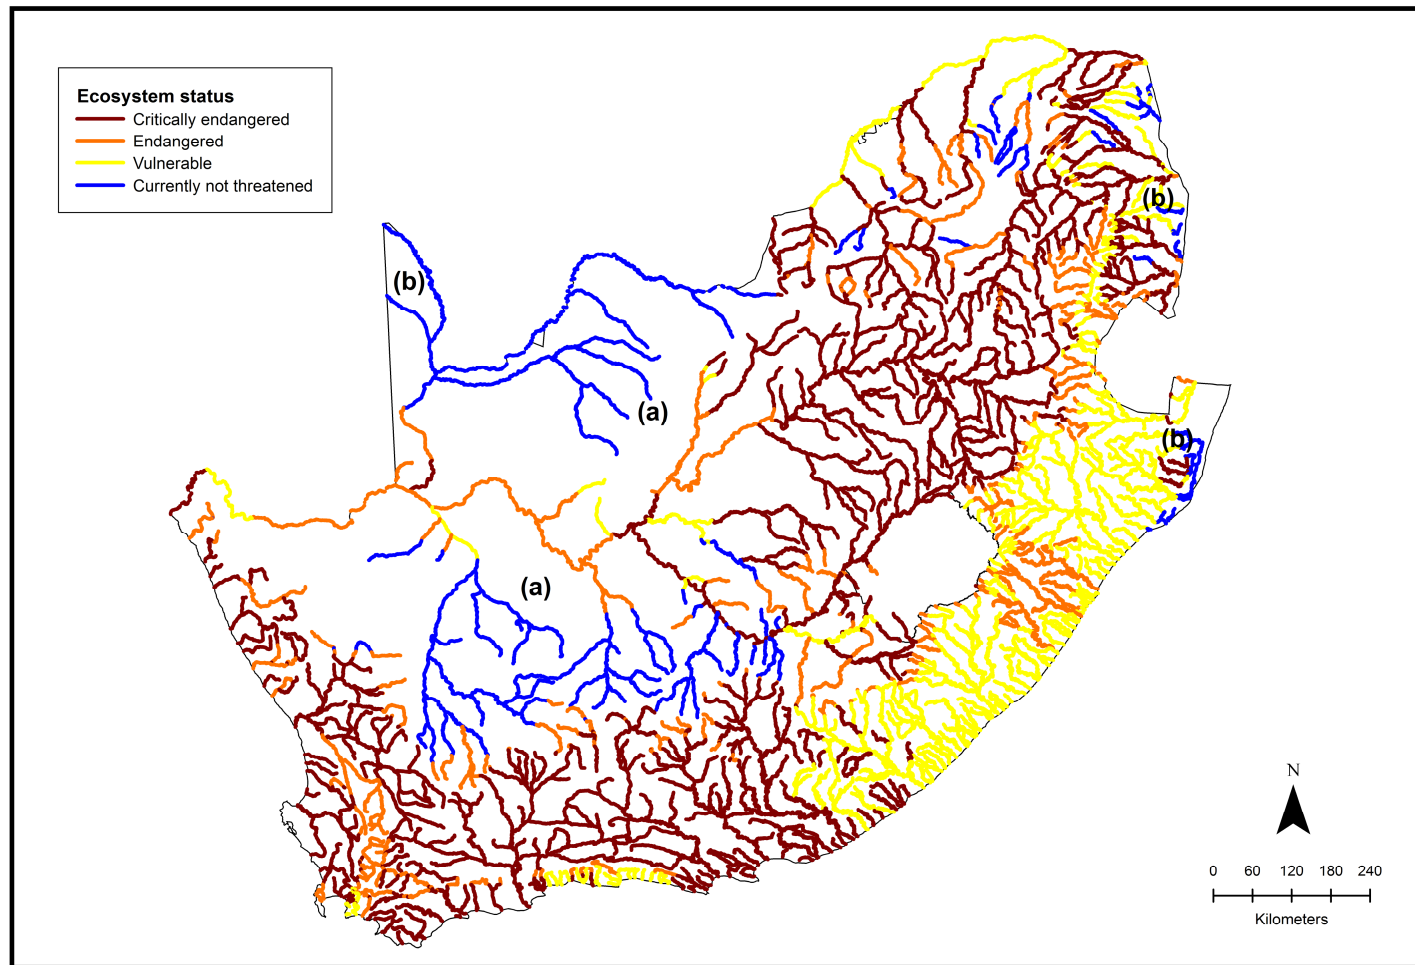 Ecosystem status
Critically endangered
Endangered
Vulnerable
Currently not threatened
(b)
(b)
(a)
(b)
(a)
N
0 60 120 180 240
Kilometers